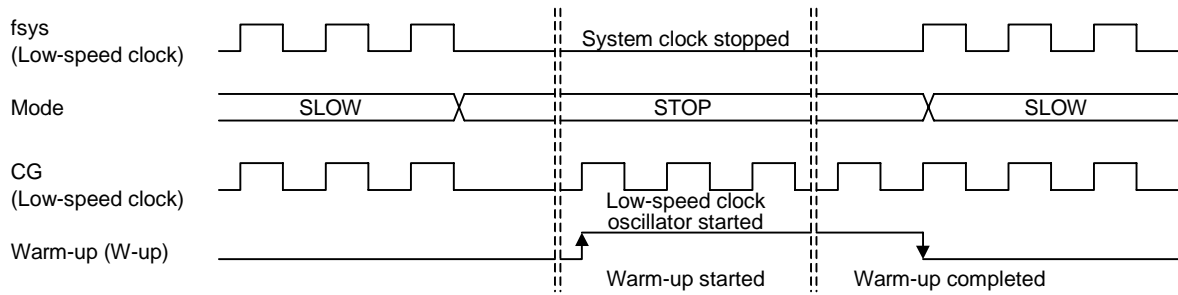 fsys
(Low-speed clock)
System clock stopped
Mode
SLOW
STOP
SLOW
CG
(Low-speed clock)
Low-speed clock
oscillator started
Warm-up (W-up)
Warm-up started
Warm-up completed